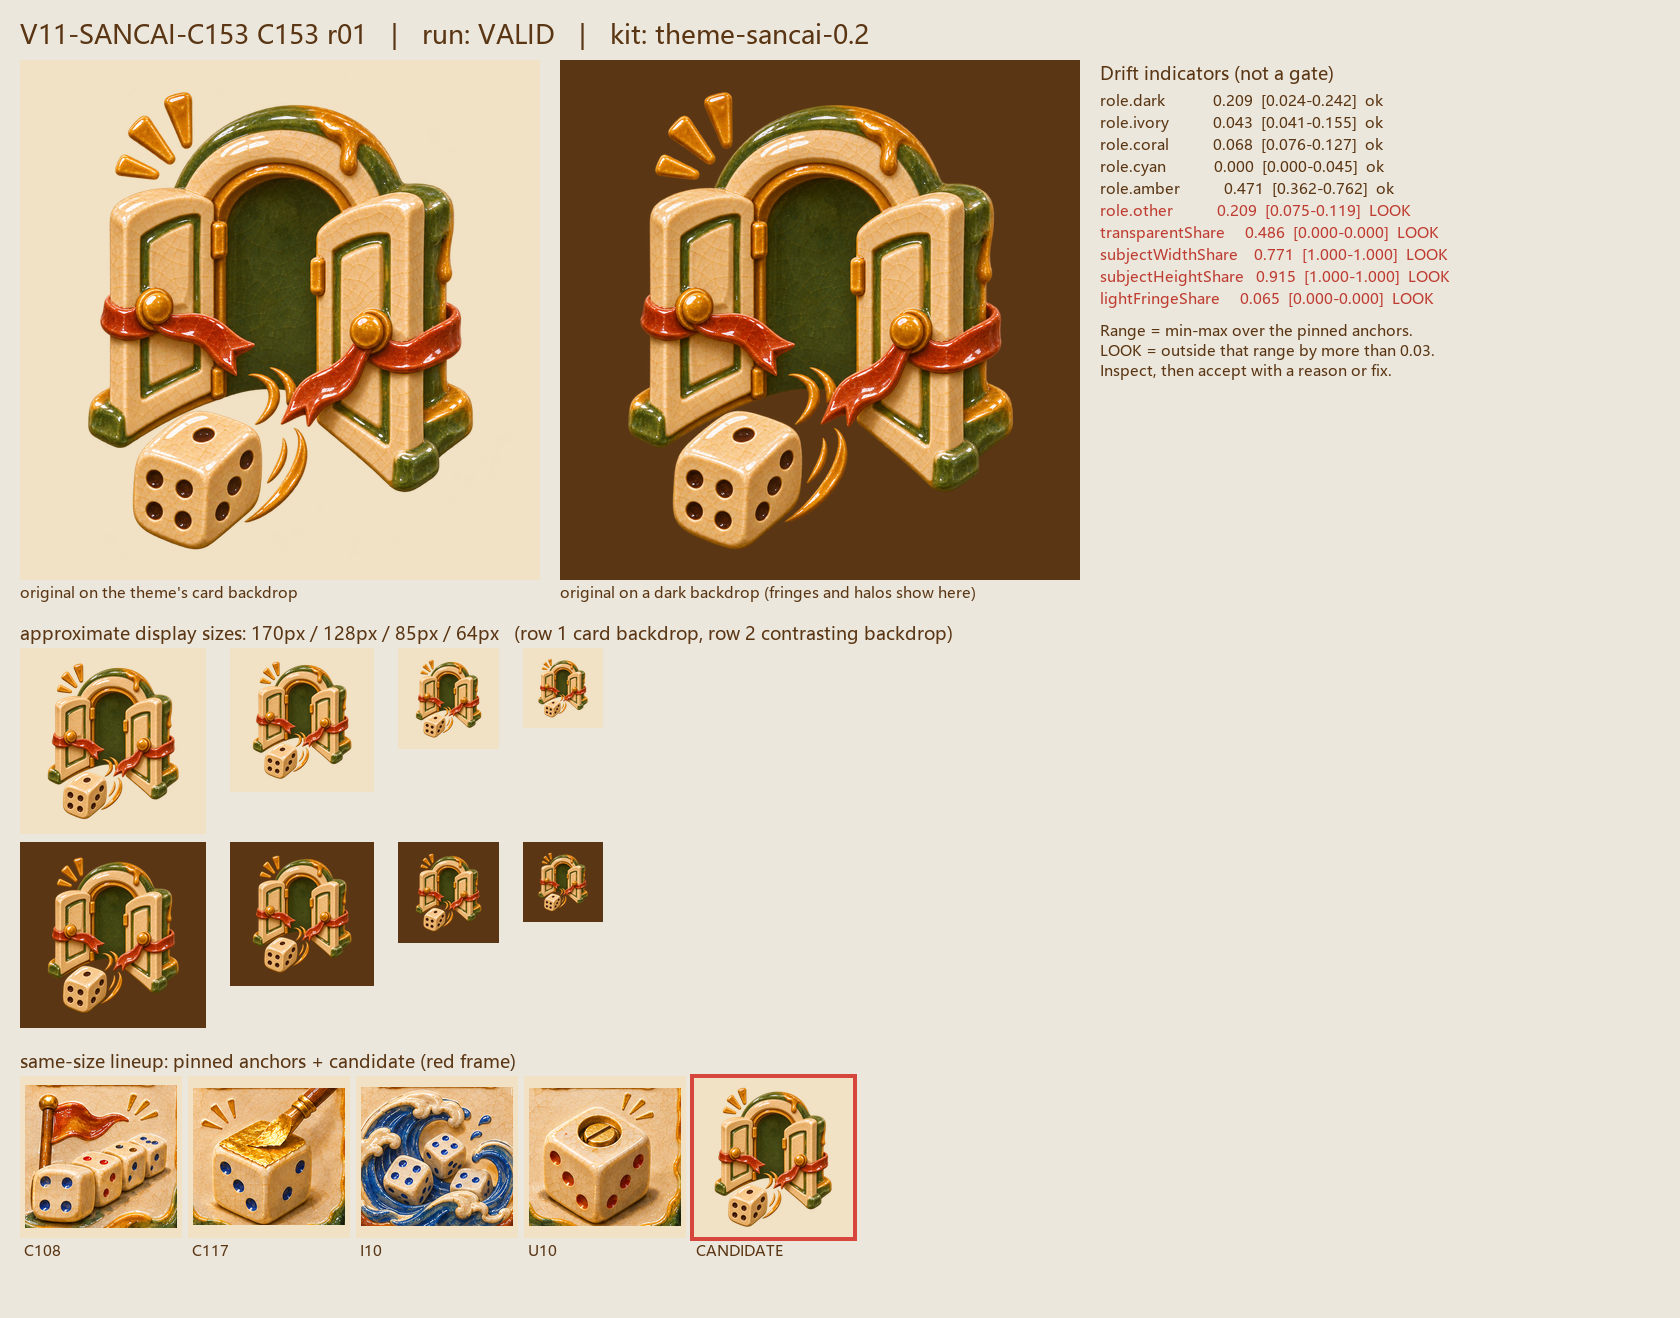 V11-SANCAI-C153 C153 r01 | run: VALID | kit: theme-sancai-0.2
Drift indicators (not a gate)
role.dark 0.209 [0.024-0.242] ok
role.ivory 0.043 [0.041-0.155] ok
role.coral 0.068 [0.076-0.127] ok
role.cyan 0.000 [0.000-0.045] ok
role.amber 0.471 [0.362-0.762] ok
role.other 0.209 [0.075-0.119] LOOK
transparentShare 0.486 [0.000-0.000] LOOK
subjectWidthShare 0.771 [1.000-1.000] LOOK
subjectHeightShare 0.915 [1.000-1.000] LOOK
lightFringeShare 0.065 [0.000-0.000] LOOK
Range = min-max over the pinned anchors.
LOOK = outside that range by more than 0.03.
Inspect, then accept with a reason or fix.
original on the theme's card backdrop
original on a dark backdrop (fringes and halos show here)
approximate display sizes: 170px / 128px / 85px / 64px (row 1 card backdrop, row 2 contrasting backdrop)
same-size lineup: pinned anchors + candidate (red frame)
C108
C117
I10
U10
CANDIDATE